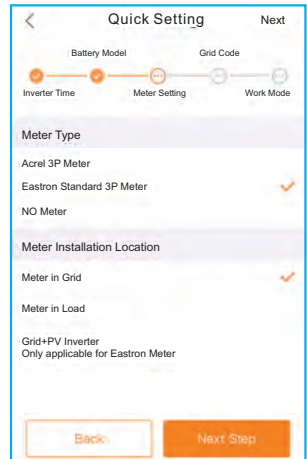 Quick Setting Next
Battery Model Grid Code
Inverter Time Meter Setting Work Mode
Meter Type
Acrel 3P Meter
Eastron Standard 3P Meter
NO Meter
Meter Installation Location
Meter in Grid
Meter in Load
Grid+PV Inverter
Only applicable for Eastron Meter
Back Next Step